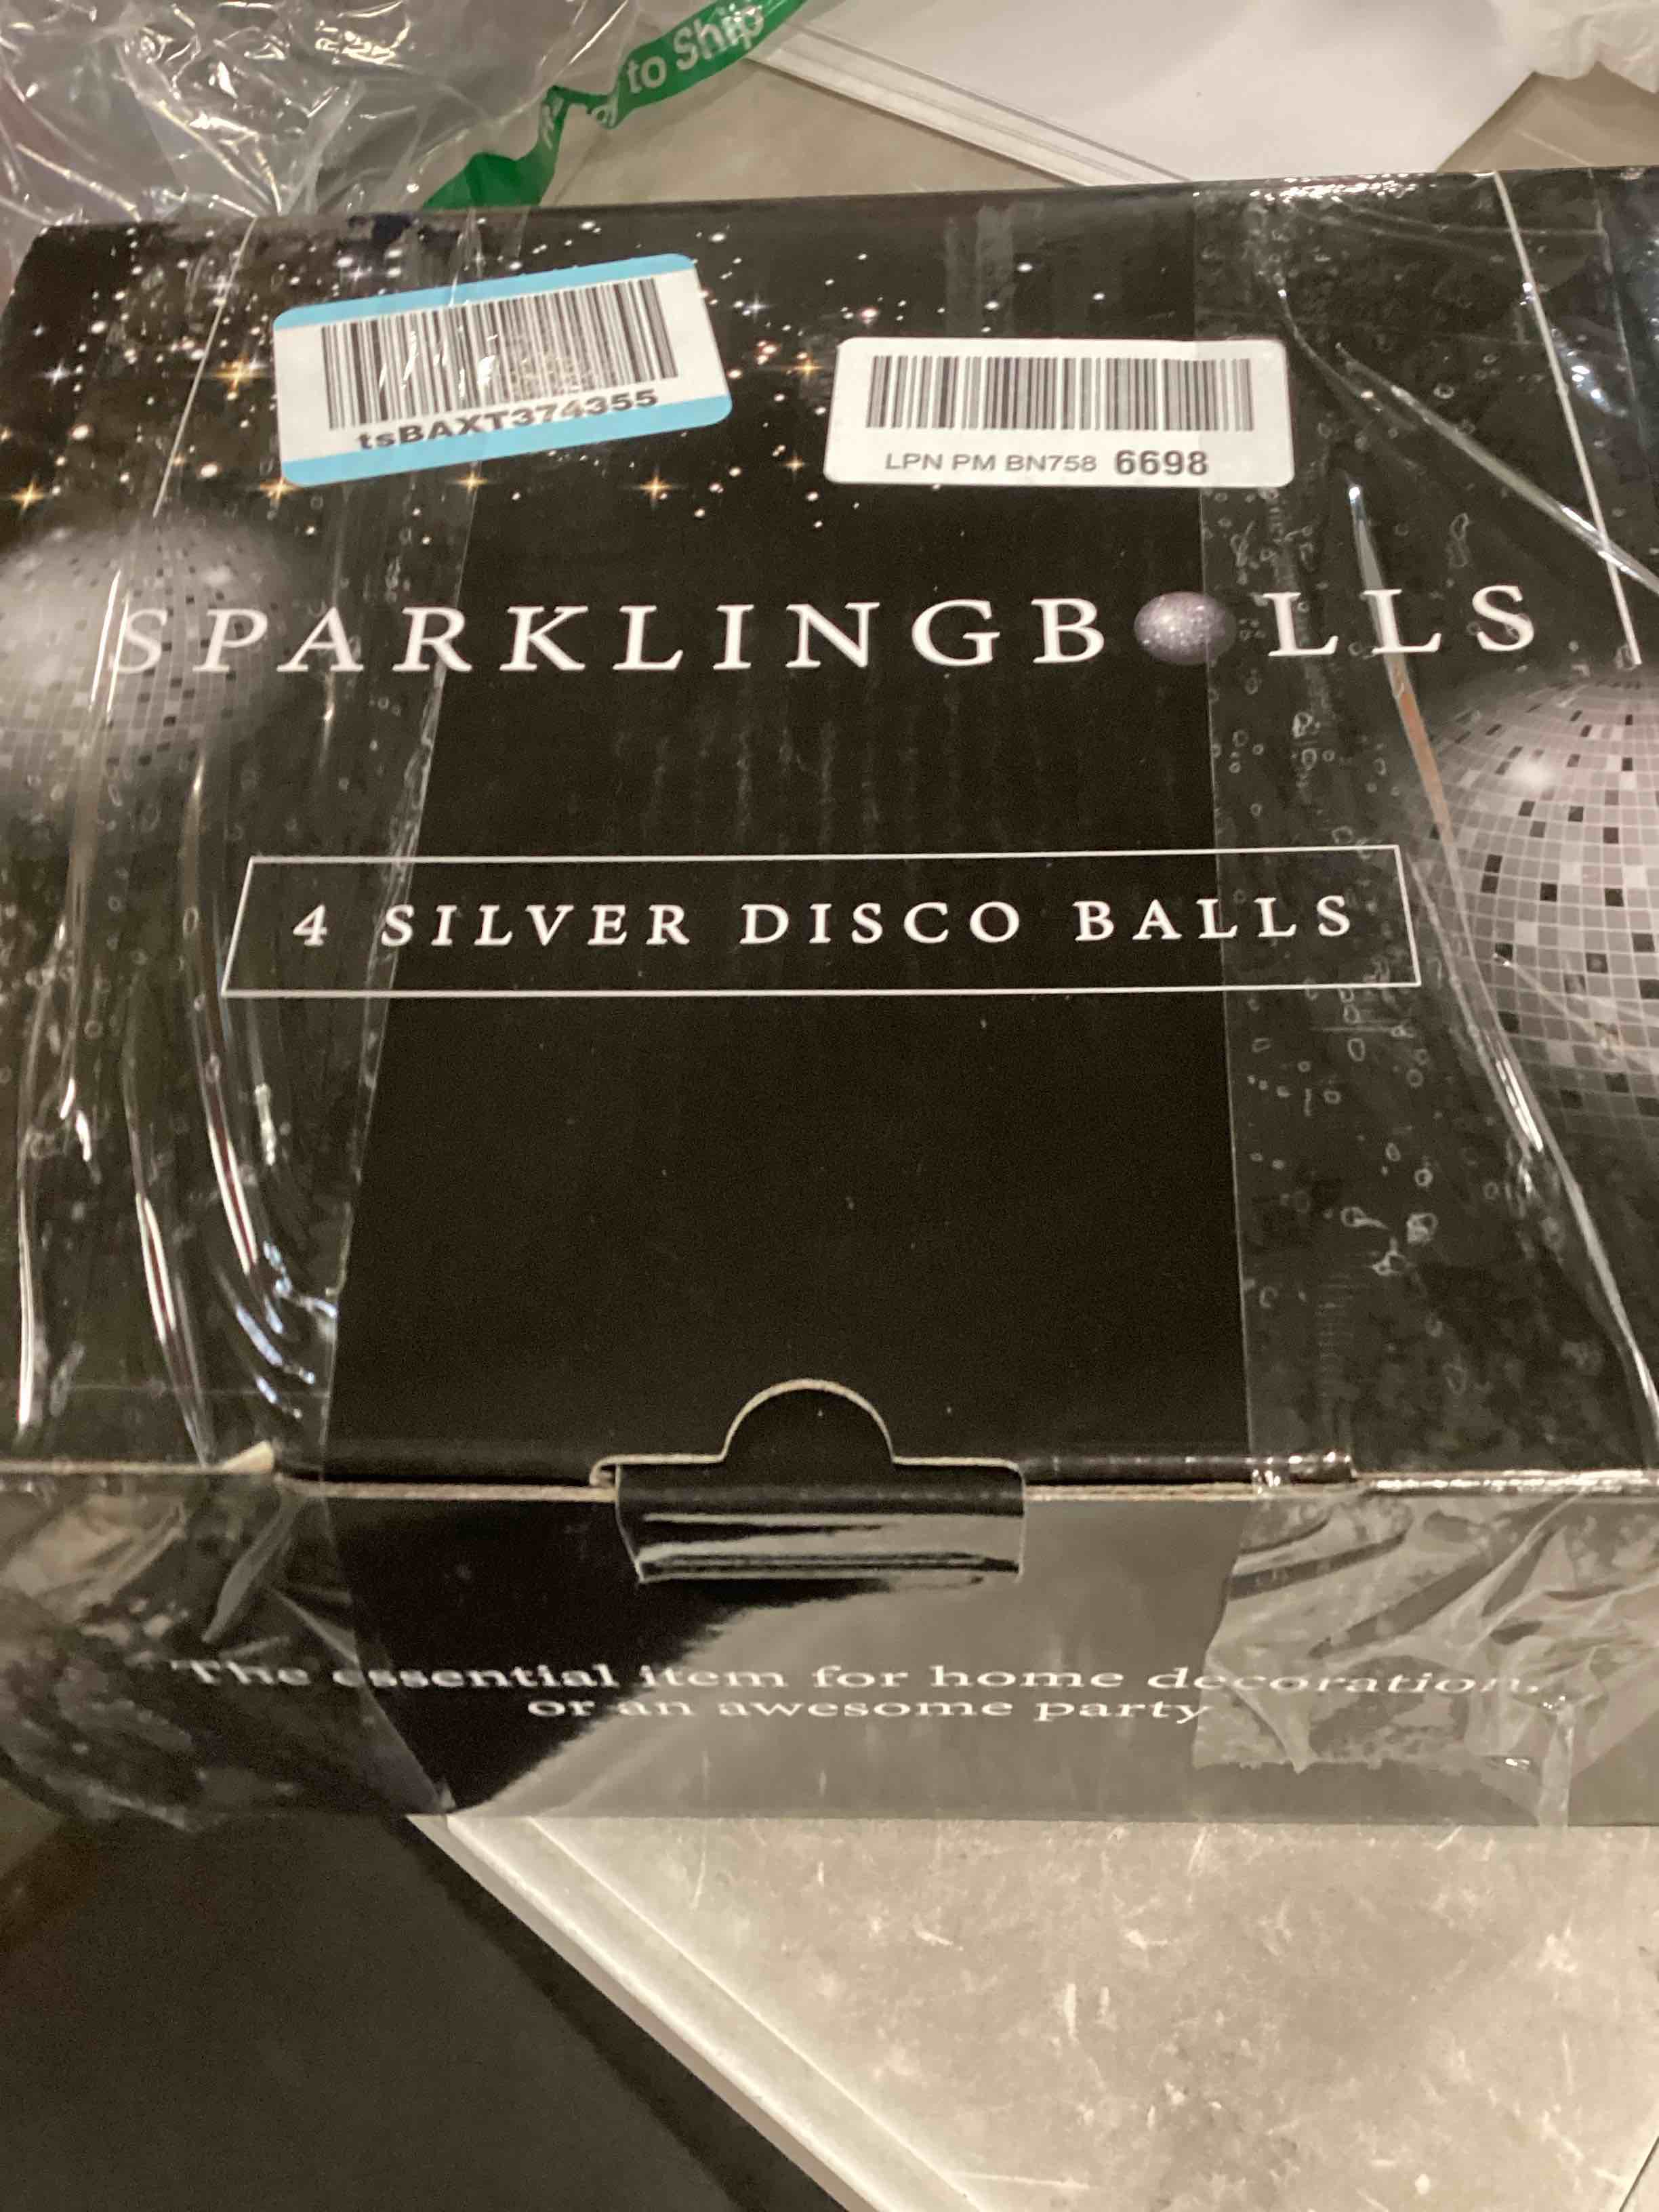 to Ship
tsBAXT374355
LPN PM BN758 6698
SPARKLINGBLLS
4 SILVER DISCO BALLS
The essential item for home decoration,
or an awesome party